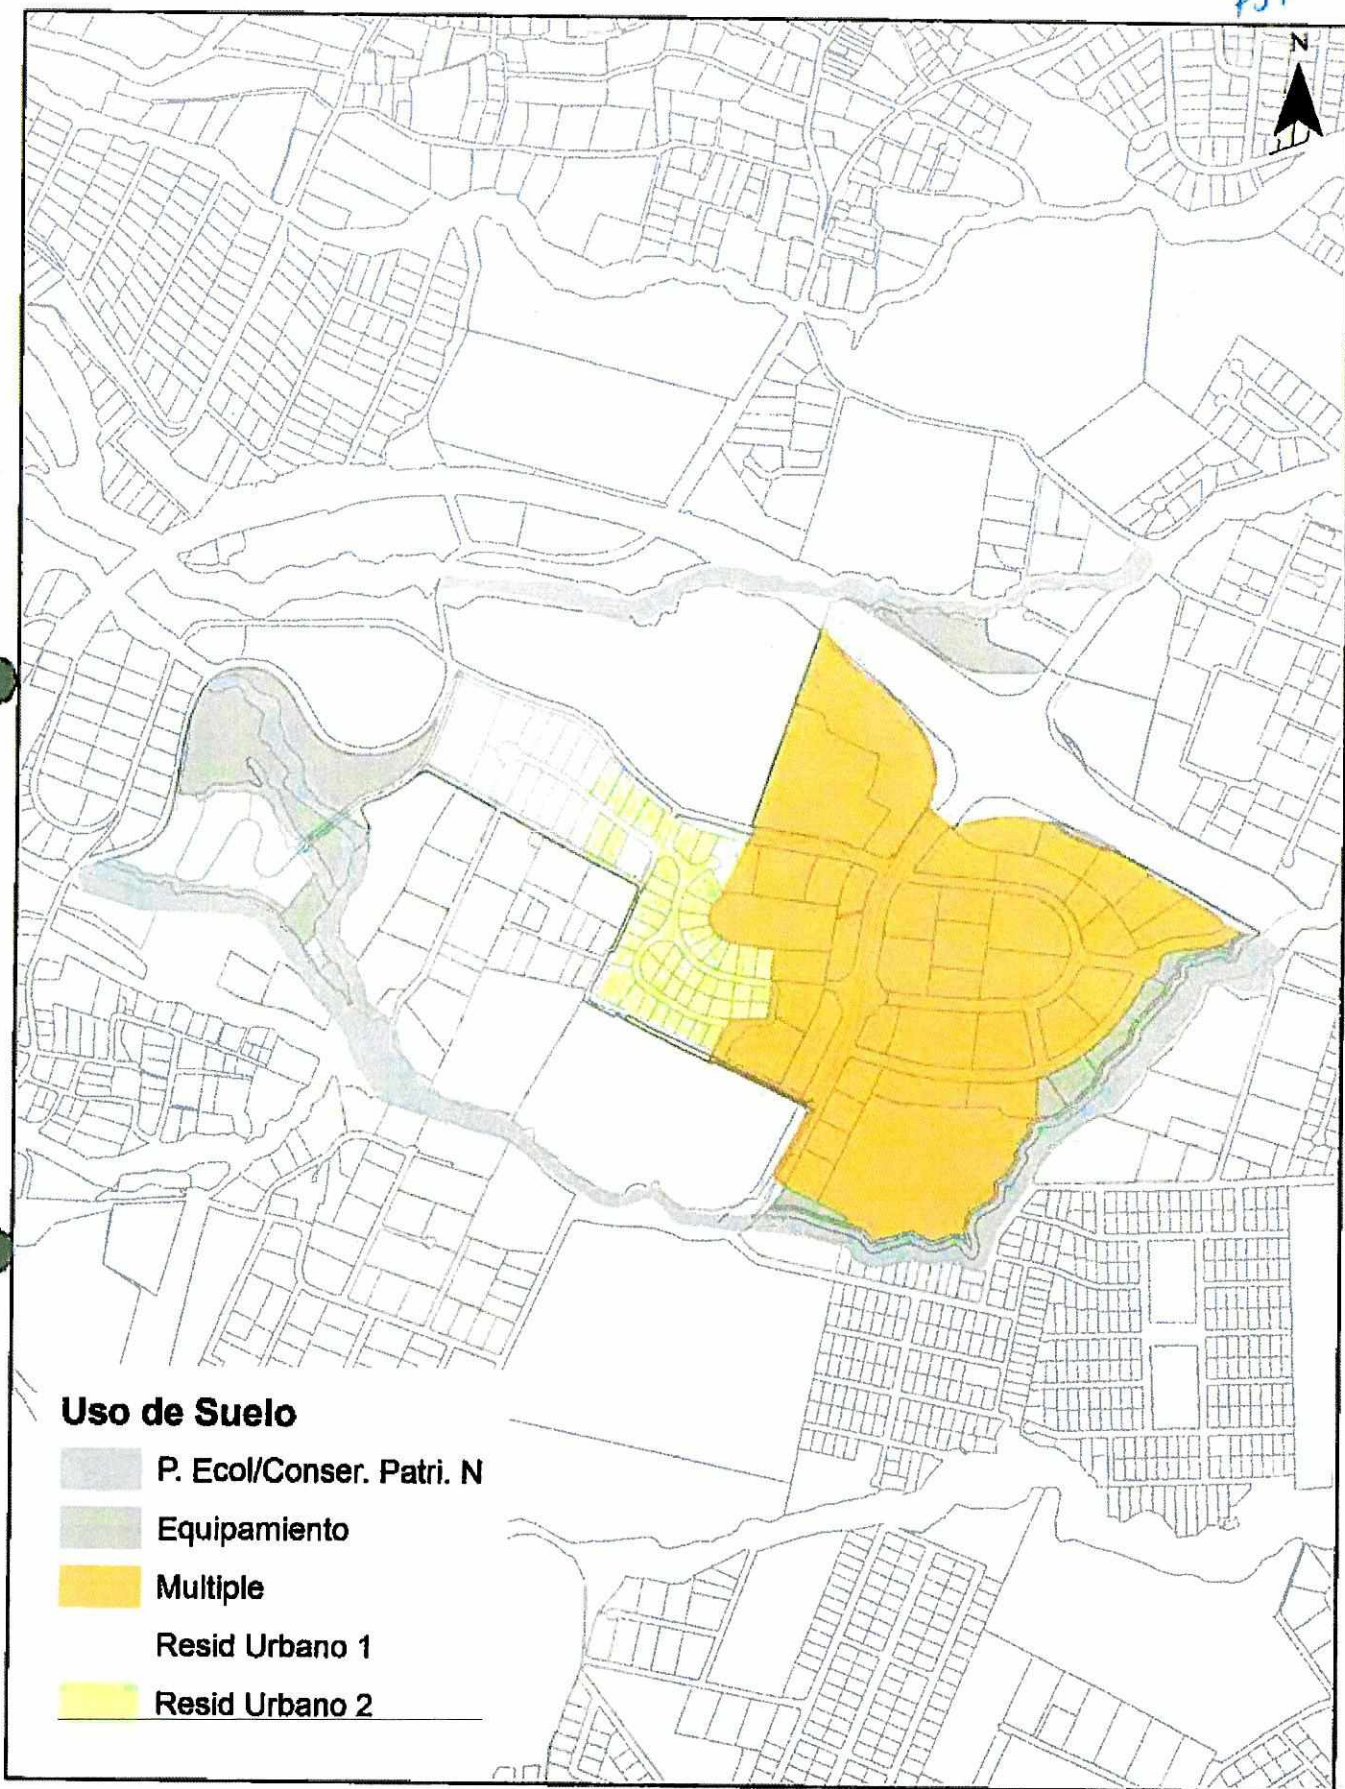 N
Uso de Suelo
P. Ecol/Conser. Patri. N
Equipamiento
Multiple
Resid Urbano 1
Resid Urbano 2